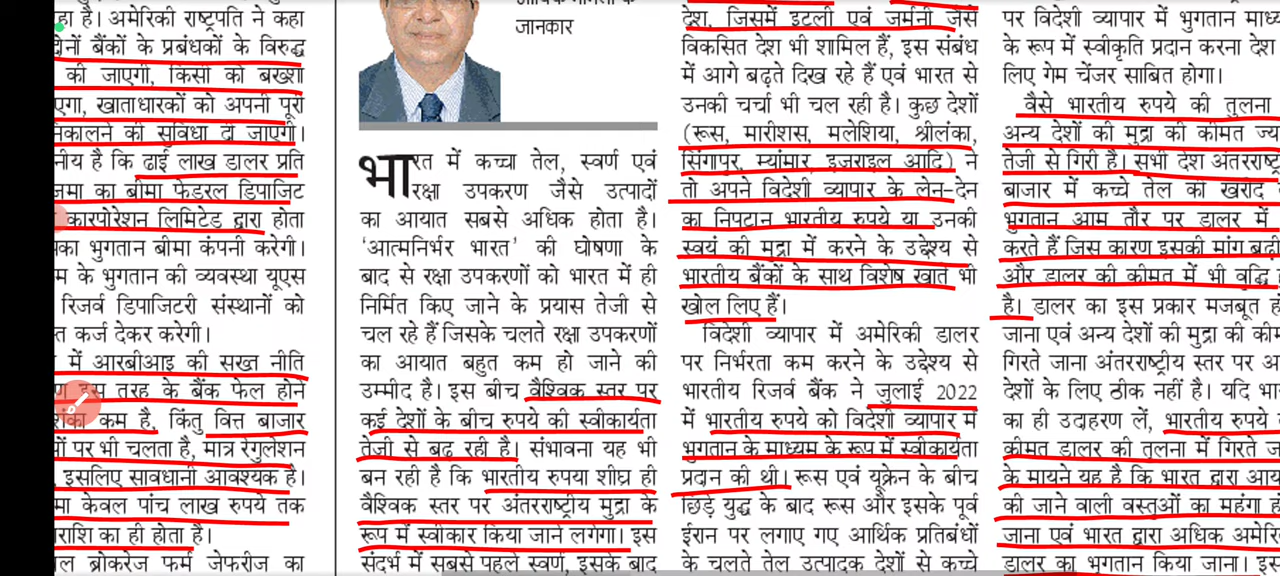 रहा है। अमेरिकी राष्ट्रपति ने कहा
दोनों बैंकों के प्रबंधकों के विरुद्ध
की जाएगी, किसी को बख्शा
खाताधारकों को अपनी पूरी
निकालने की सुविधा दी जाएगी।
है कि ढाई लाख डालर प्रति
जमा का बीमा फेडरल डिपाजिट
कारपोरेशन लिमिटेड द्वारा होता
भुगतान बीमा कंपनी करेगी।
के भुगतान की व्यवस्था यूएस
रिजर्व डिपाजिटरी संस्थानों को
कर्ज देकर करेगी।
में आरबीआइ की सख्त नीति
इस तरह के बैंक फेल होने
कम है, किंतु वित्त बाजार
पर भी चलता है, मात्र रेगुलेशन
इसलिए सावधानी आवश्यक है।
केवल पांच लाख रुपये तक
राशि का ही होता है।
ब्रोकरेज फर्म जेफरीज का
जानकार
भारत में कच्चा तेल, स्वर्ण एवं
रक्षा उपकरण जैसे उत्पादों
का आयात सबसे अधिक होता है।
'आत्मनिर्भर भारत' की घोषणा के
बाद से रक्षा उपकरणों को भारत में ही
निर्मित किए जाने के प्रयास तेजी से
चल रहे हैं जिसके चलते रक्षा उपकरणों
का आयात बहुत कम हो जाने की
उम्मीद है। इस बीच वैश्विक स्तर पर
कई देशों के बीच रुपये की स्वीकार्यता
तेजी से बढ़ रही है। संभावना यह भी
बन रही है कि भारतीय रुपया शीघ्र ही
वैश्विक स्तर पर अंतरराष्ट्रीय मुद्रा के
रूप में स्वीकार किया जाने लगेगा। इस
संदर्भ में सबसे पहले स्वर्ण, इसके बाद
देश, जिसमें इटली एवं जर्मनी जैसे
विकसित देश भी शामिल हैं, इस संबंध
में आगे बढ़ते दिख रहे हैं एवं भारत से
उनकी चर्चा भी चल रही है। कुछ देशों
(रूस, मारीशस, मलेशिया, श्रीलंका,
सिंगापुर, म्यांमार, इजराइल आदि) ने
तो अपने विदेशी व्यापार के लेन-देन
का निपटान भारतीय रुपये या उनकी
स्वयं की मुद्रा में करने के उद्देश्य से
भारतीय बैंकों के साथ विशेष खाते भी
खोल लिए हैं।
विदेशी व्यापार में अमेरिकी डालर
पर निर्भरता कम करने के उद्देश्य से
भारतीय रिजर्व बैंक ने जुलाई 2022
में भारतीय रुपये को विदेशी व्यापार में
भुगतान के माध्यम के रूप में स्वीकार्यता
प्रदान की थी। रूस एवं यूक्रेन के बीच
छिड़े युद्ध के बाद रूस और इसके पूर्व
ईरान पर लगाए गए आर्थिक प्रतिबंधों
के चलते तेल उत्पादक देशों से कच्चे
पर विदेशी व्यापार में भुगतान
के रूप में स्वीकृति प्रदान करना देश
लिए गेम चेंजर साबित होगा।
वैसे भारतीय रुपये की तुलना
अन्य देशों की मुद्रा की कीमत
तेजी से गिरी है। सभी देश
बाजार में कच्चे तेल की खरीद
भुगतान आम तौर पर डालर में
करते हैं जिस कारण इसकी मांग बढ़ी
और डालर की कीमत में भी वृद्धि
है। डालर का इस प्रकार मजबूत
जाना एवं अन्य देशों की मुद्रा की
गिरते जाना अंतरराष्ट्रीय स्तर पर
देशों के लिए ठीक नहीं है। यदि
का ही उदाहरण लें, भारतीय रुपये
कीमत डालर की तुलना में गिरते
के मायने यह है कि भारत द्वारा
की जाने वाली वस्तुओं का महंगा
जाना एवं भारत द्वारा अधिक
डालर का भुगतान किया जाना।